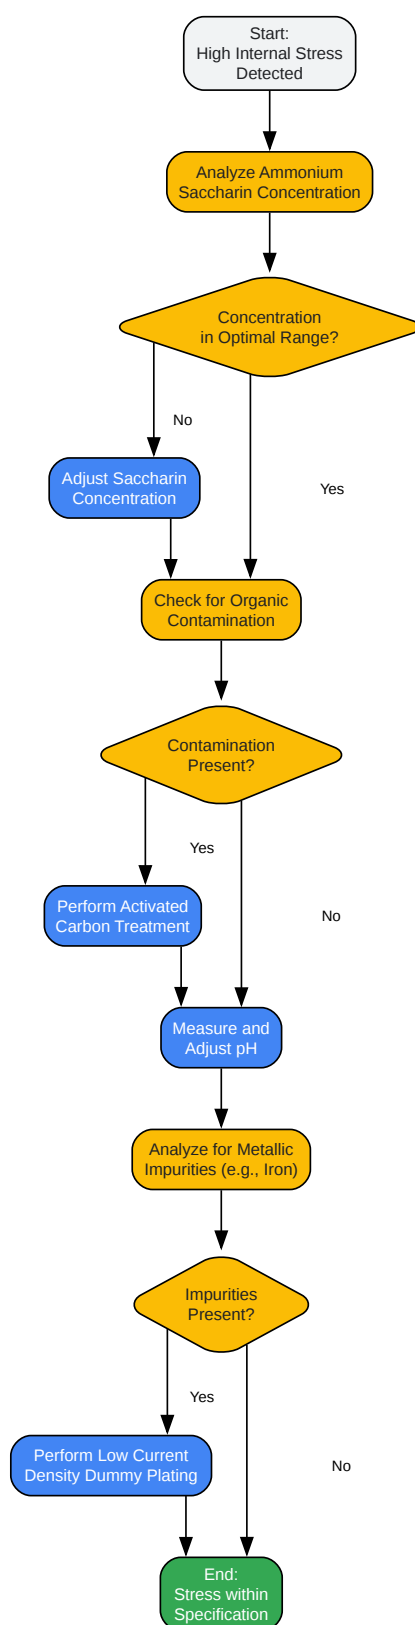 Start:
High Internal Stress
Detected
Analyze Ammonium
Saccharin Concentration
Concentration
in Optimal Range?
No
Adjust Saccharin
Concentration
Yes
Check for Organic
Contamination
Contamination
Present?
Yes
Perform Activated
Carbon Treatment
No
Measure and
Adjust pH
Analyze for Metallic
Impurities (e.g., Iron)
Impurities
Present?
Yes
Perform Low Current
Density Dummy Plating
No
End:
Stress within
Specification